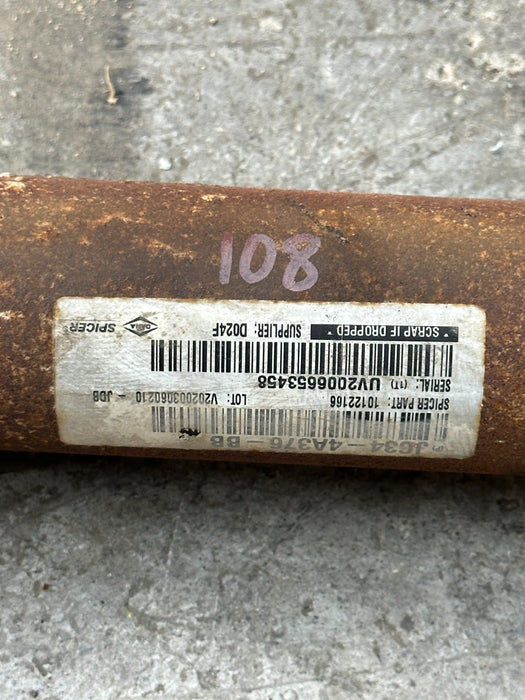 108
JC34-4A376-BB
SPICER PART: 10122166 LOT: V202003060210 - JDB
SERIAL: (1T) UV2006653458
* SCRAP IF DROPPED * SUPPLIER: D024F
DANA SPICER®